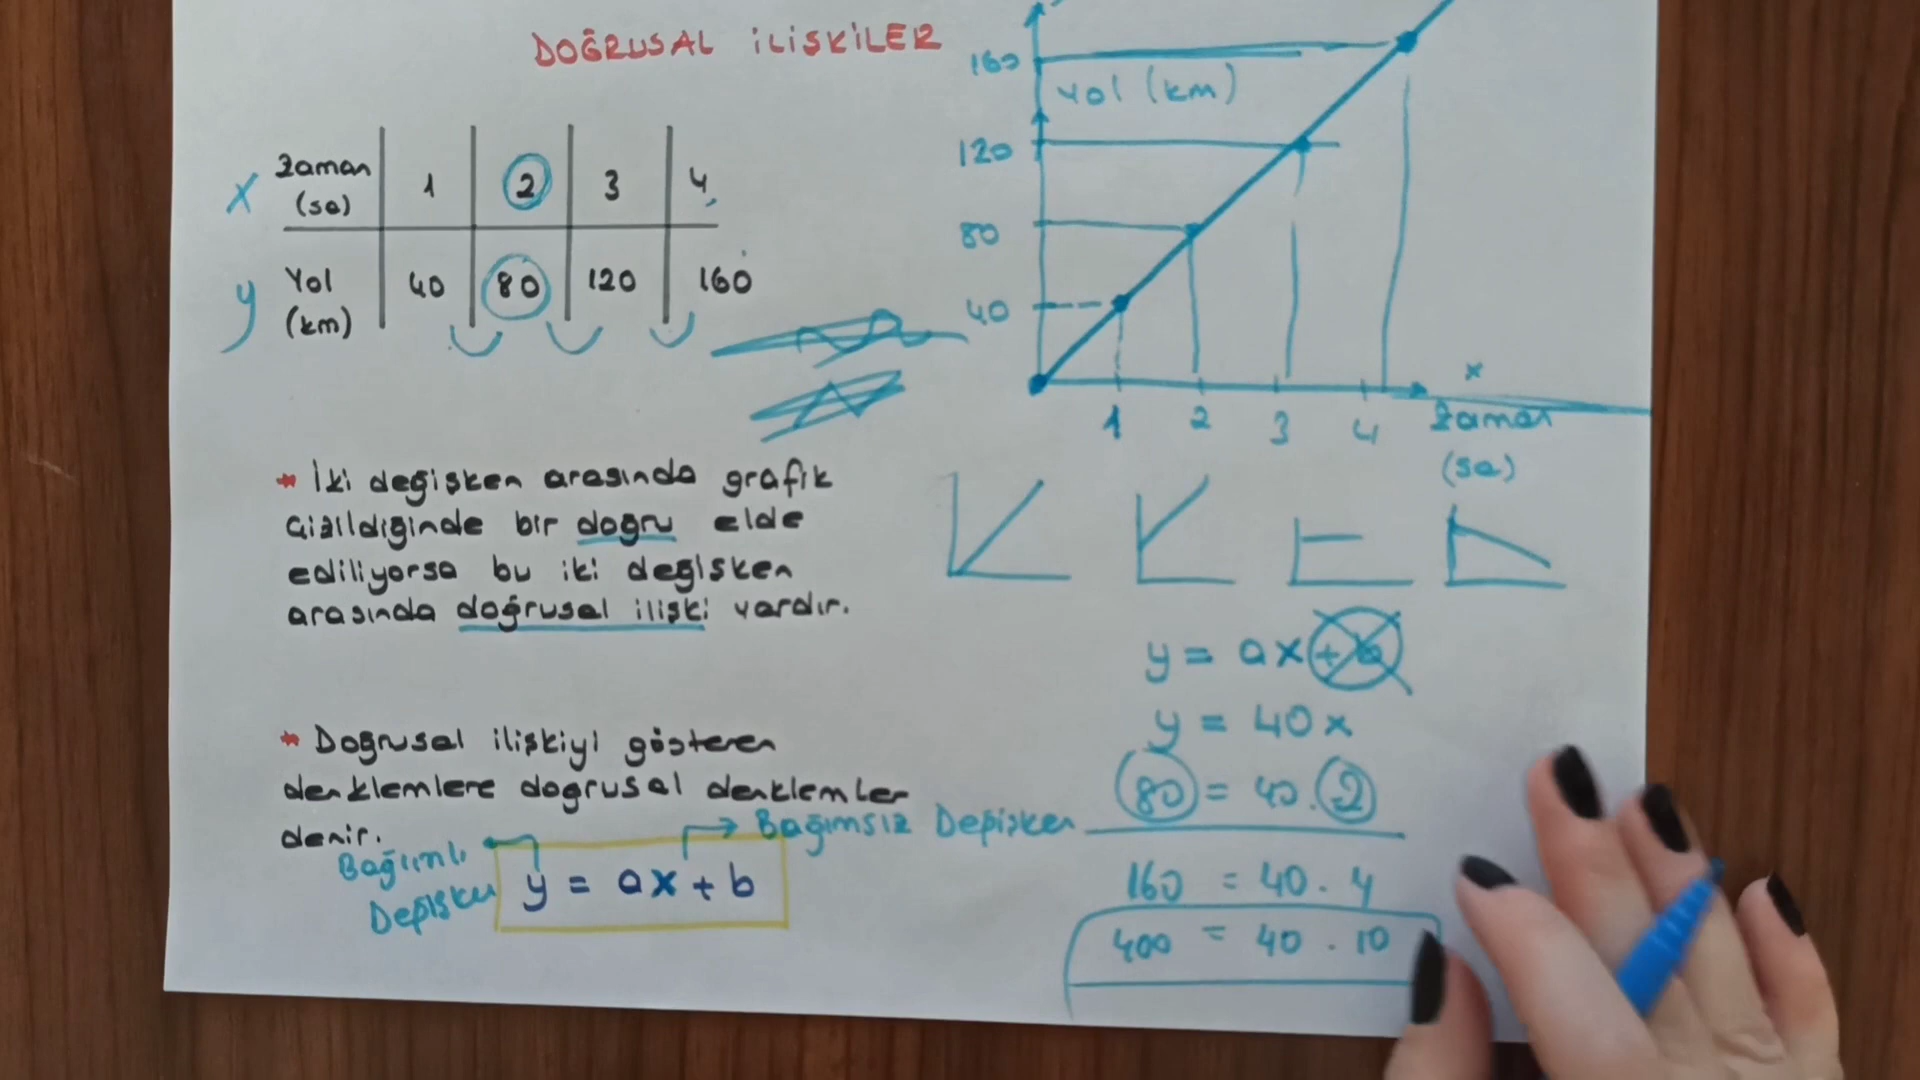 DOĞRUSAL İLİŞKİLER
x Zaman (sa) 1 2 3 4
y Yol (km) 40 80 120 160
* İki değişken arasında grafik
çizildiğinde bir doğru elde
ediliyorsa bu iki değişken
arasında doğrusal ilişki vardır.
* Doğrusal ilişkiyi gösteren
denklemlere doğrusal denklemler
denir.
Bağımlı
Değişken
Bağımsız Değişken
y = ax + b
160
Yol (km)
120
80
40
1 2 3 4
x
Zaman
(sa)
y = ax + b
y = 40x
80 = 40.2
160 = 40.4
400 = 40.10